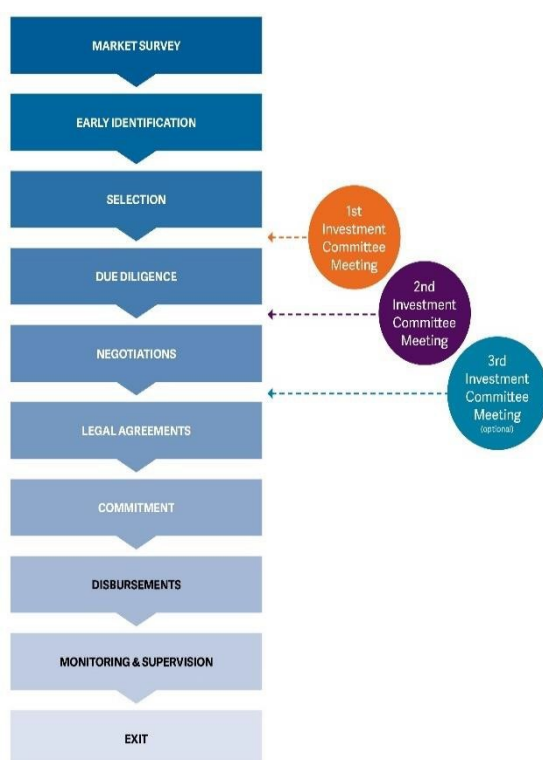 MARKET SURVEY
EARLY IDENTIFICATION
SELECTION
1st
Investment
Committee
Meeting
DUE DILIGENCE
2nd
Investment
Committee
Meeting
NEGOTIATIONS
3rd
Investment
Committee
Meeting
(optional)
LEGAL AGREEMENTS
COMMITMENT
DISBURSEMENTS
MONITORING & SUPERVISION
EXIT